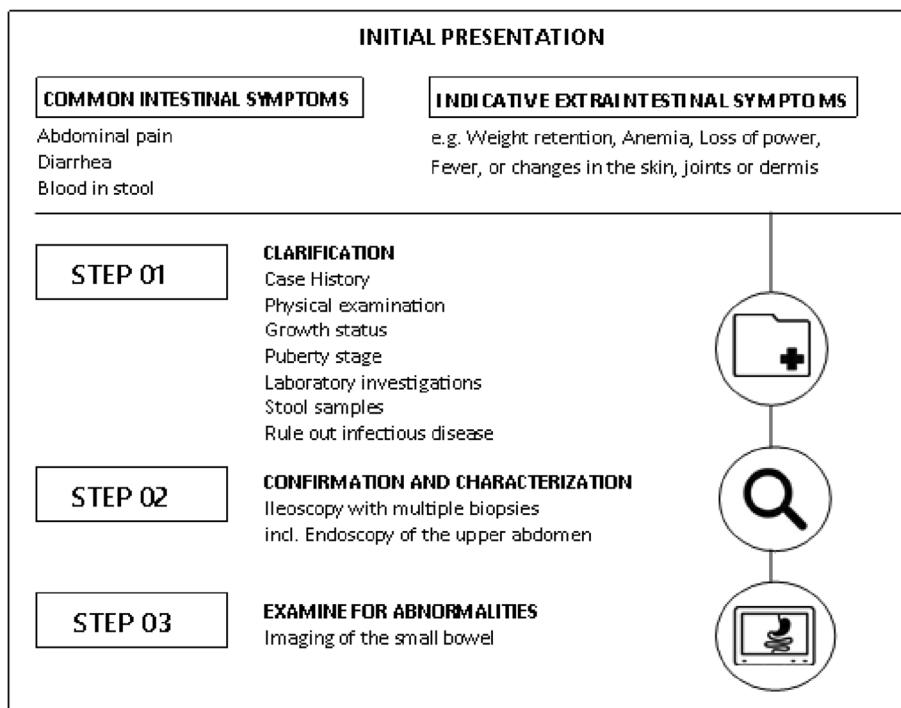 INITIAL PRESENTATION
COMMON INTESTINAL SYMPTOMS
Abdominal pain
Diarrhea
Blood in stool
INDICATIVE EXTRAINTESTINAL SYMPTOMS
e.g. Weight retention, Anemia, Loss of power,
Fever, or changes in the skin, joints or dermis
STEP 01
CLARIFICATION
Case History
Physical examination
Growth status
Puberty stage
Laboratory investigations
Stool samples
Rule out infectious disease
STEP 02
CONFIRMATION AND CHARACTERIZATION
Ileoscopy with multiple biopsies
incl. Endoscopy of the upper abdomen
STEP 03
EXAMINE FOR ABNORMALITIES
Imaging of the small bowel